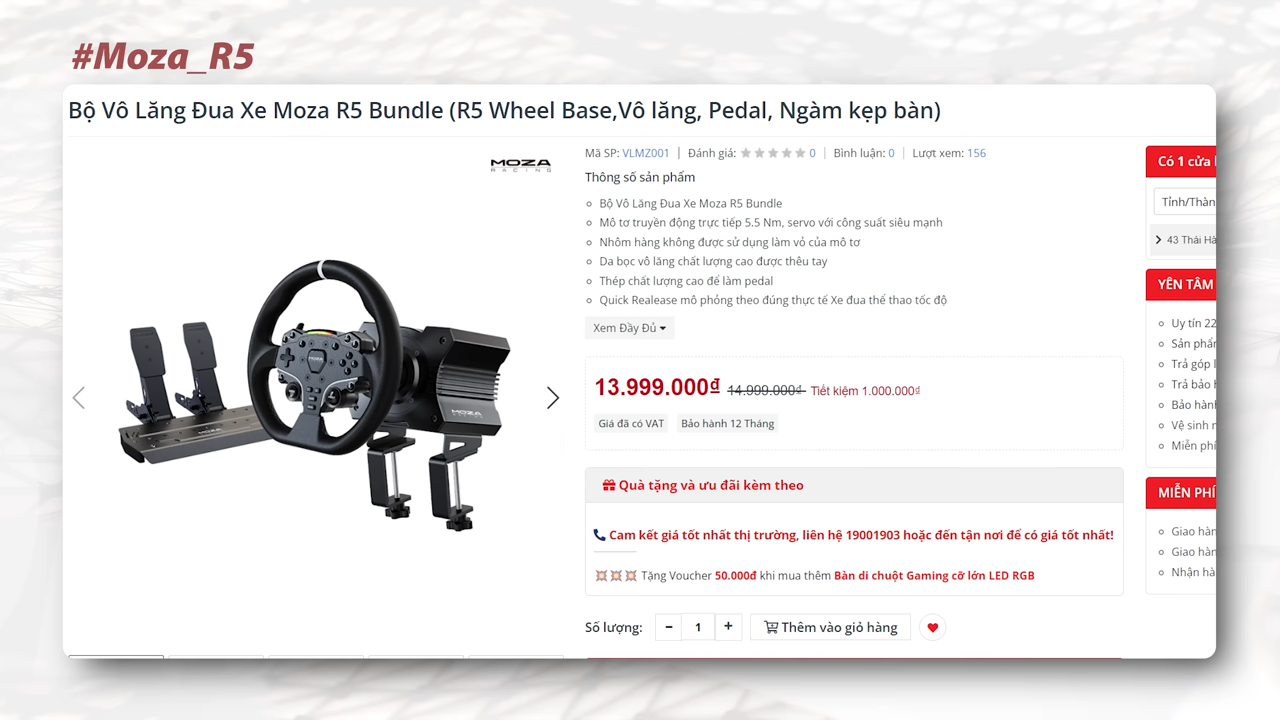 #Moza_R5
Bộ Vô Lăng Đua Xe Moza R5 Bundle (R5 Wheel Base,Vô lăng, Pedal, Ngàm kẹp bàn)
MOZA
RACING
MOZA
MOZA
MOZA
Mã SP: VLMZ001 | Đánh giá: 0 | Bình luận: 0 | Lượt xem: 156
Thông số sản phẩm
Bộ Vô Lăng Đua Xe Moza R5 Bundle
Mô tơ truyền động trực tiếp 5.5 Nm, servo với công suất siêu mạnh
Nhôm hàng không được sử dụng làm vỏ của mô tơ
Da bọc vô lăng chất lượng cao được thêu tay
Thép chất lượng cao để làm pedal
Quick Realease mô phỏng theo đúng thực tế Xe đua thể thao tốc độ
Xem Đầy Đủ
13.999.000₫ 14.999.000₫ Tiết kiệm 1.000.000₫
Giá đã có VAT Bảo hành 12 Tháng
Quà tặng và ưu đãi kèm theo
Cam kết giá tốt nhất thị trường, liên hệ 19001903 hoặc đến tận nơi để có giá tốt nhất!
Tặng Voucher 50.000đ khi mua thêm Bàn di chuột Gaming cỡ lớn LED RGB
Số lượng: - 1 + Thêm vào giỏ hàng
Có 1 cửa
Tỉnh/Thàn
43 Thái Hà
YÊN TÂM
Uy tín 22
Sản phẩm
Trả góp
Trả bảo
Bảo hành
Vệ sinh
Miễn phí
MIỄN PHÍ
Giao hàn
Giao hàn
Nhận hà